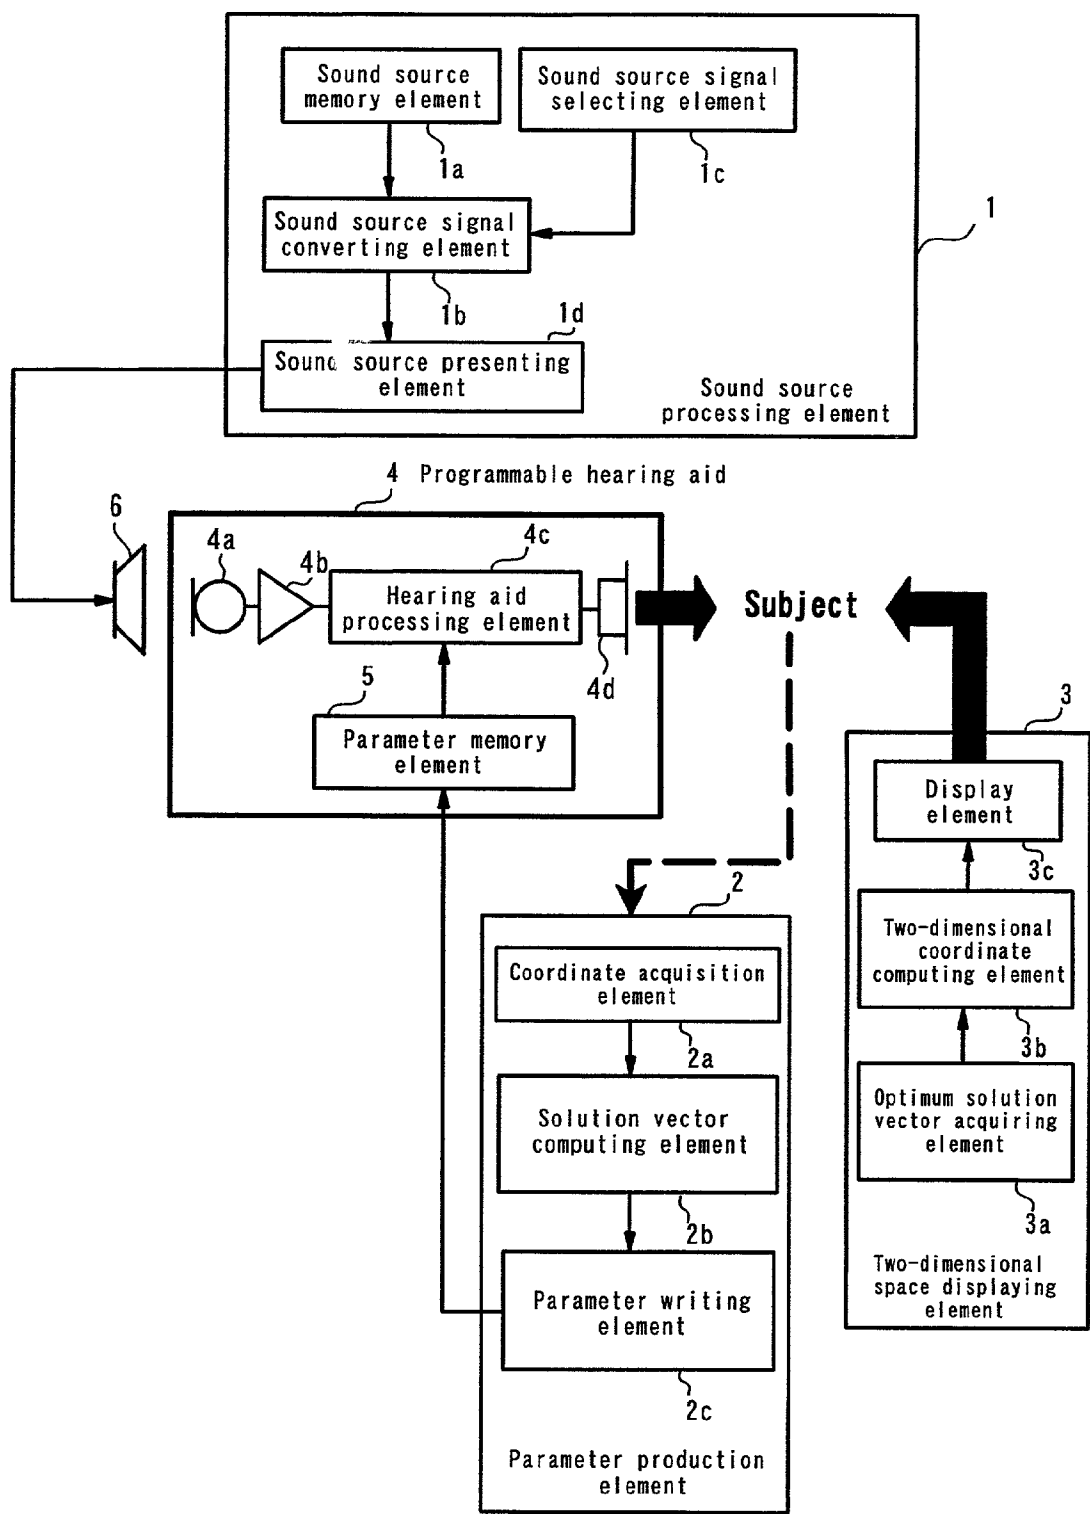 Sound source
memory element
1a
Sound source signal
selecting element
1c
Sound source signal
converting element
1b
1
1d
Sound source presenting
element
Sound source
processing element
4 Programmable hearing aid
6
4a
4b
4c
Hearing aid
processing element
4d
Subject
5
Parameter memory
element
3
Display
element
3c
Two-dimensional
coordinate
computing element
3b
Optimum solution
vector acquiring
element
3a
Two-dimensional
space displaying
element
2
Coordinate acquisition
element
2a
Solution vector
computing element
2b
Parameter writing
element
2c
Parameter production
element